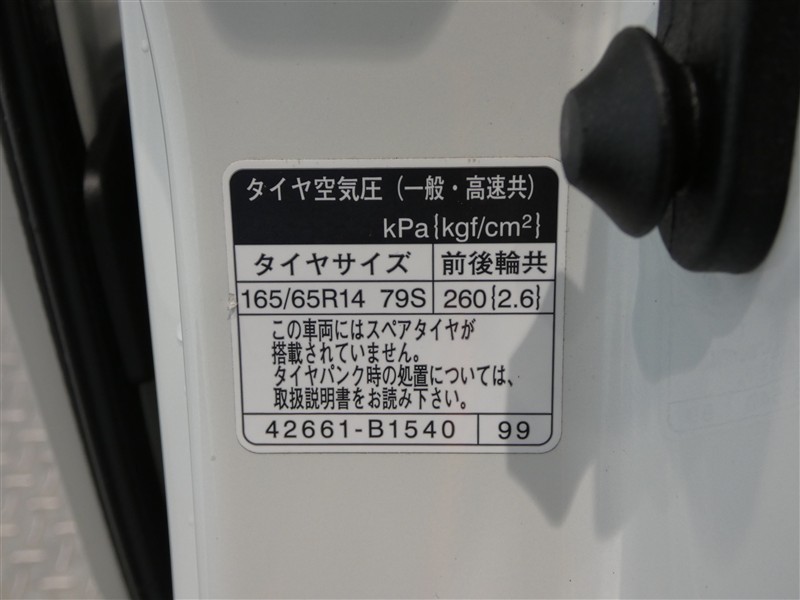 タイヤ空気圧（一般・高速共）
kPa{kgf/cm²}
タイヤサイズ 前後輪共
165/65R14 79S 260{2.6}
この車両にはスペアタイヤが
搭載されていません。
タイヤパンク時の処置については、
取扱説明書をお読み下さい。
42661-B1540 99